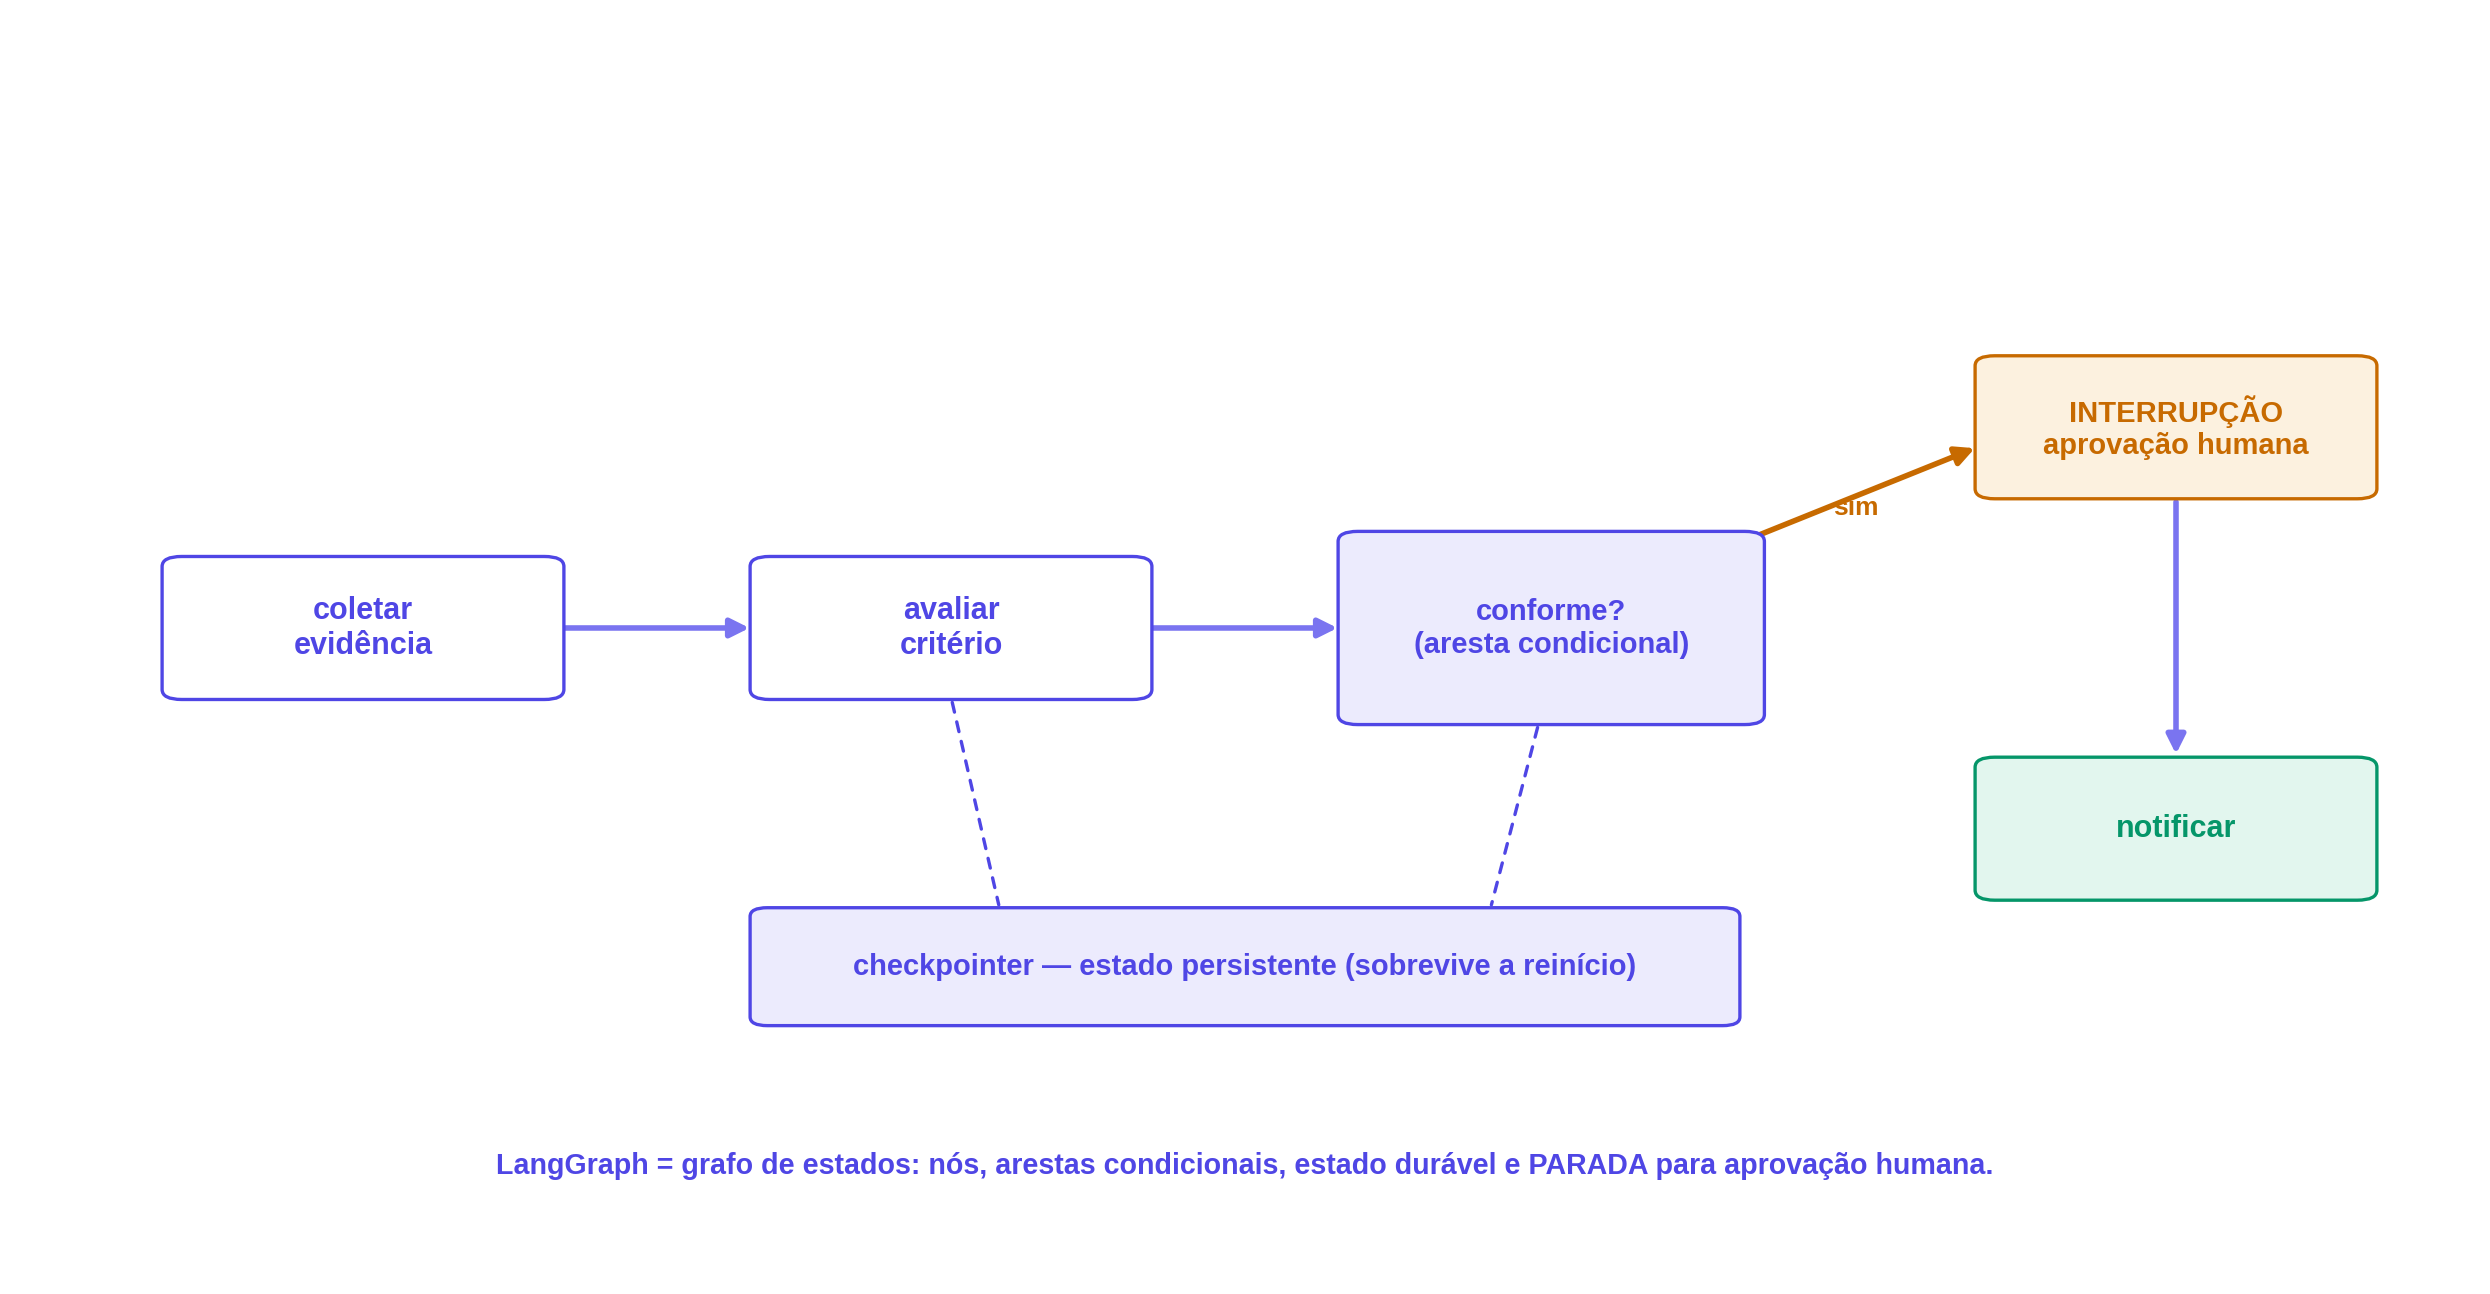 INTERRUPÇÃO
aprovação humana
sim
coletar
evidência
avaliar
critério
conforme?
(aresta condicional)
notificar
checkpointer — estado persistente (sobrevive a reinício)
LangGraph = grafo de estados: nós, arestas condicionais, estado durável e PARADA para aprovação humana.